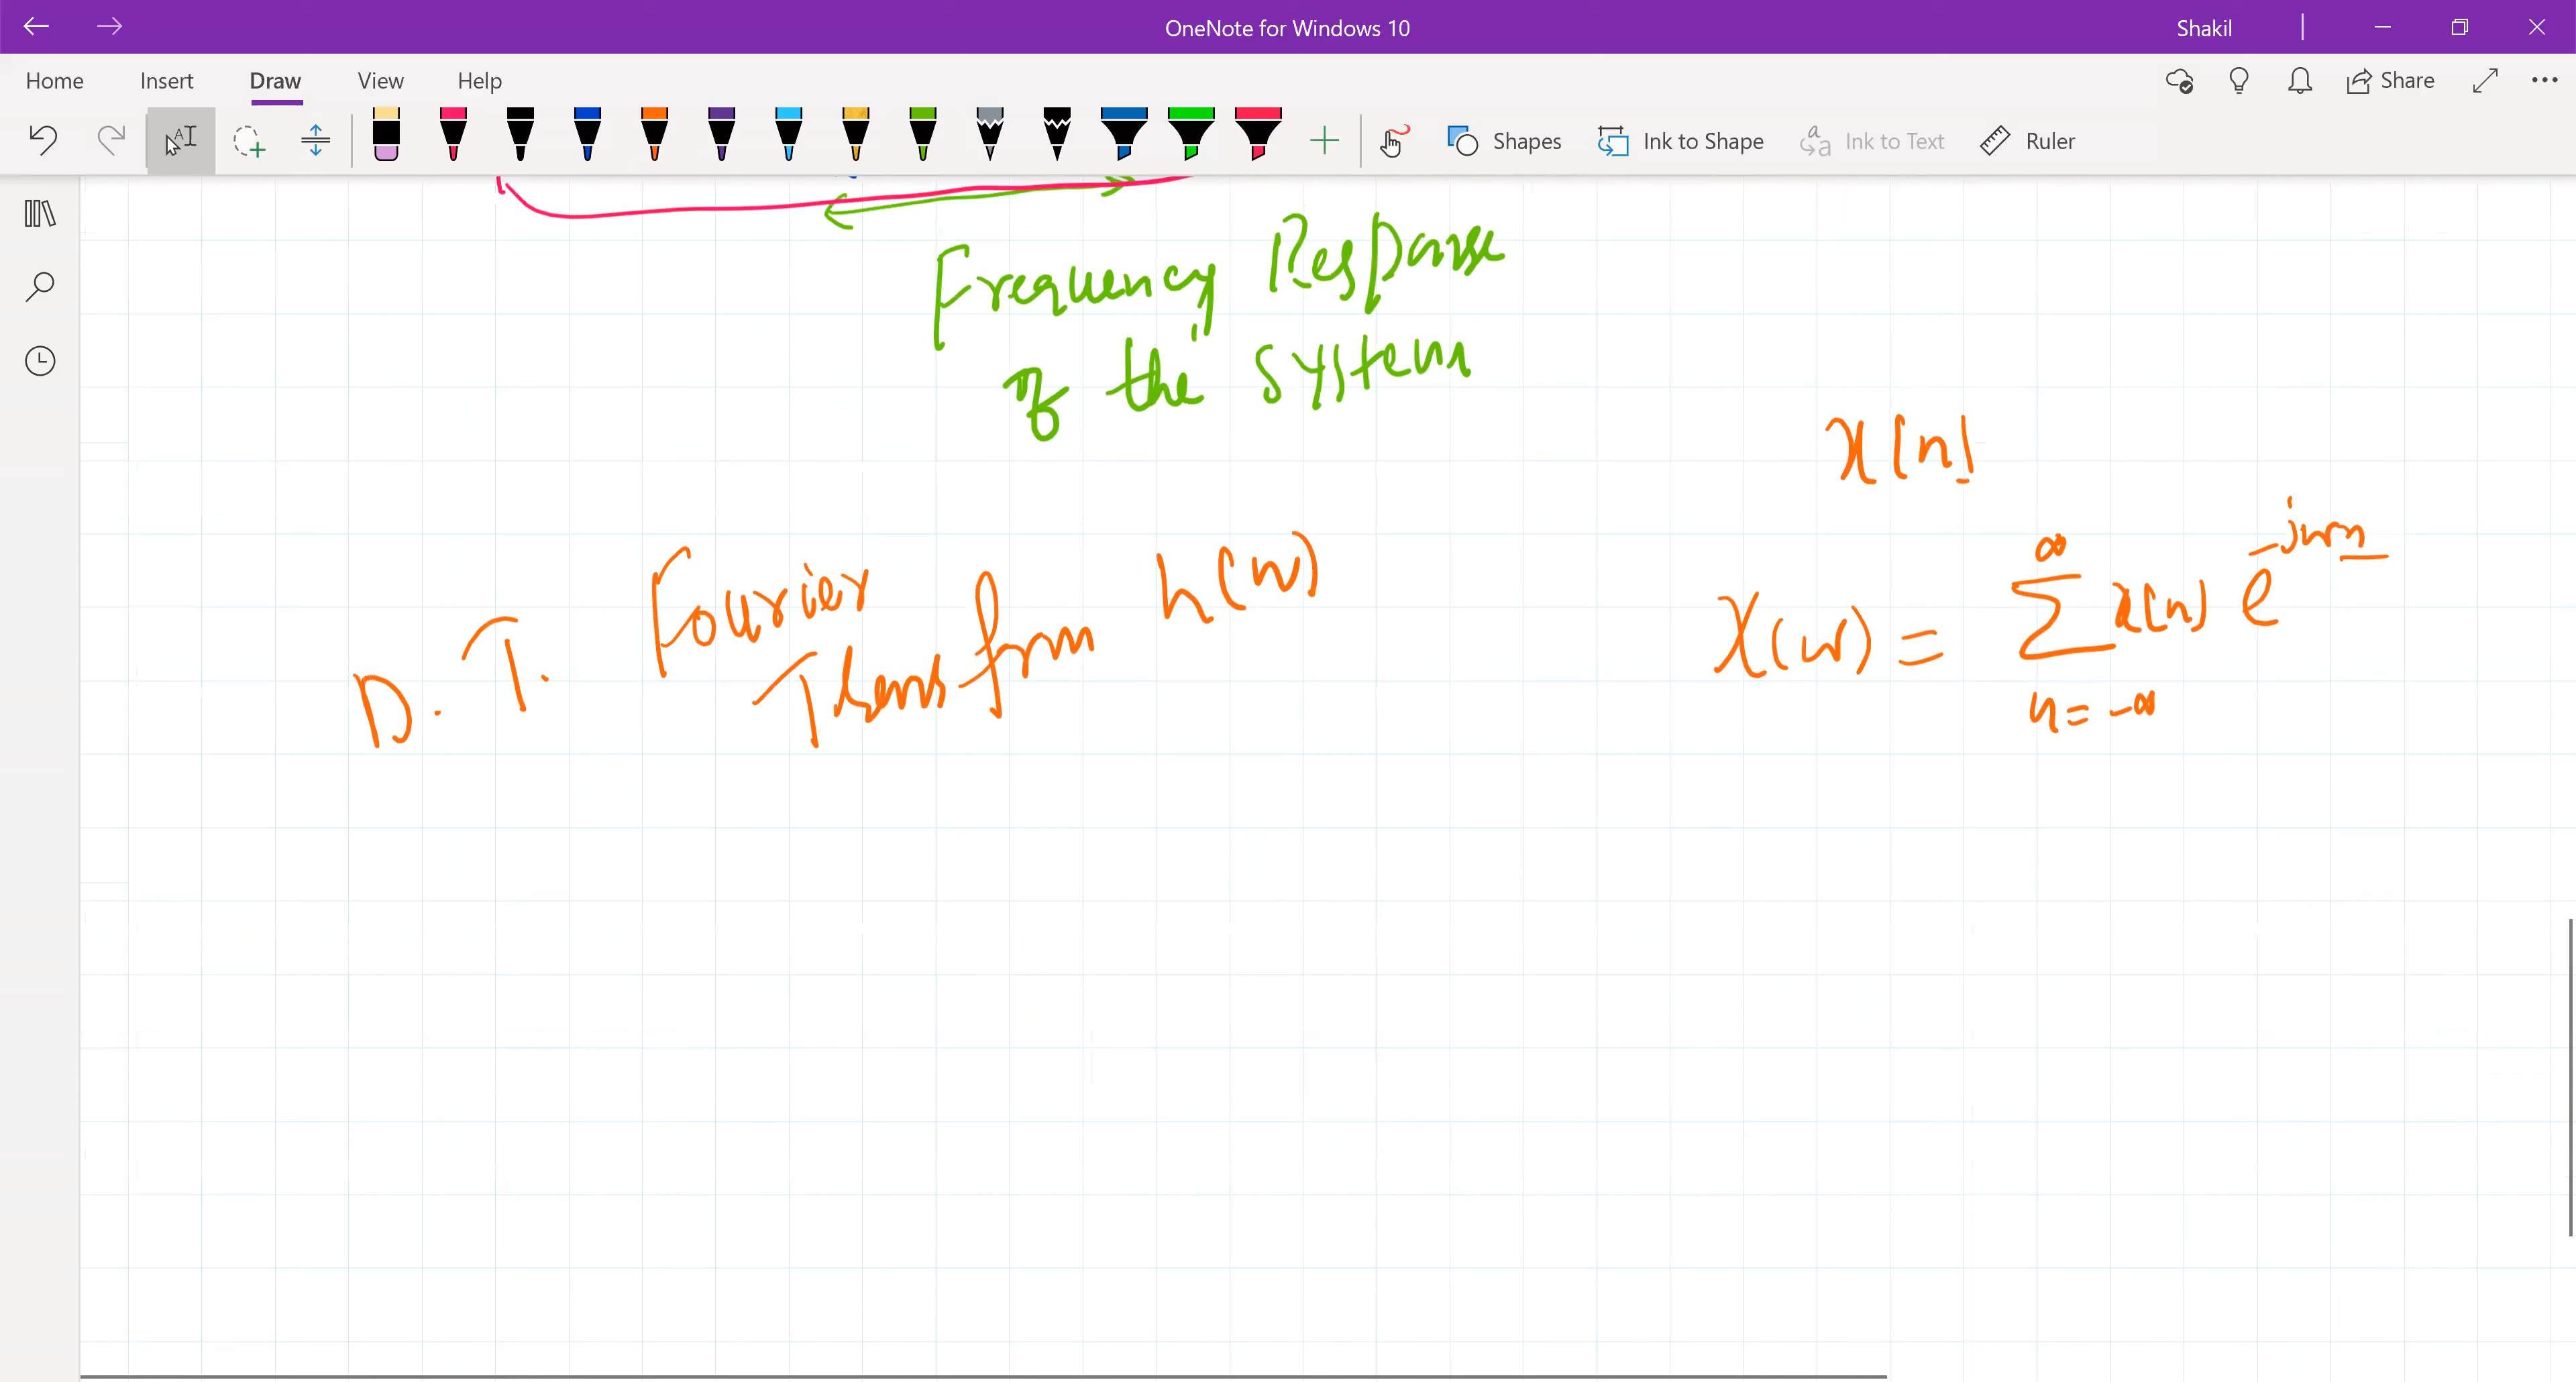 OneNote for Windows 10
Shakil
Home Insert Draw View Help
Share
Shapes Ink to Shape Ink to Text Ruler
Frequency Response
of the system
x[n]
D.T. Fourier Transfrom h(n)
X(w) = ∑ x[n] e^-jwn
∞
n = -∞